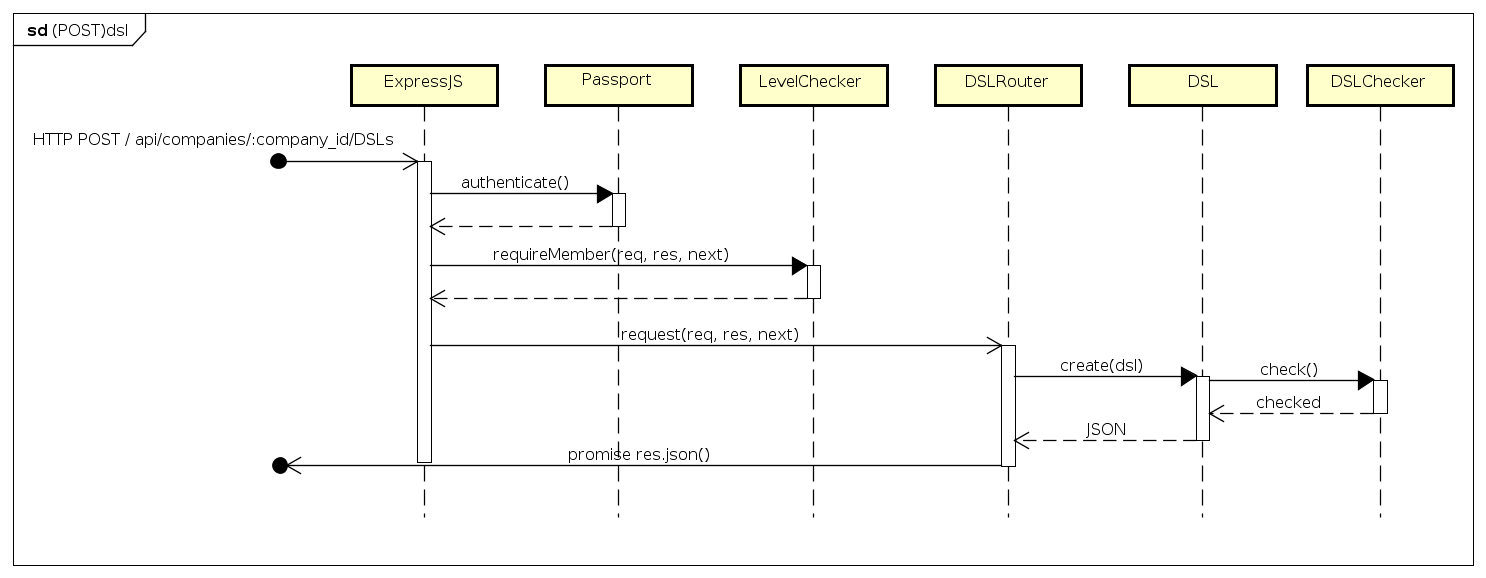 sd (POST)dsl
ExpressJS
Passport
LevelChecker
DSLRouter
DSL
DSLChecker
HTTP POST / api/companies/:company_id/DSLs
authenticate()
requireMember(req, res, next)
request(req, res, next)
create(dsl)
check()
checked
JSON
promise res.json()